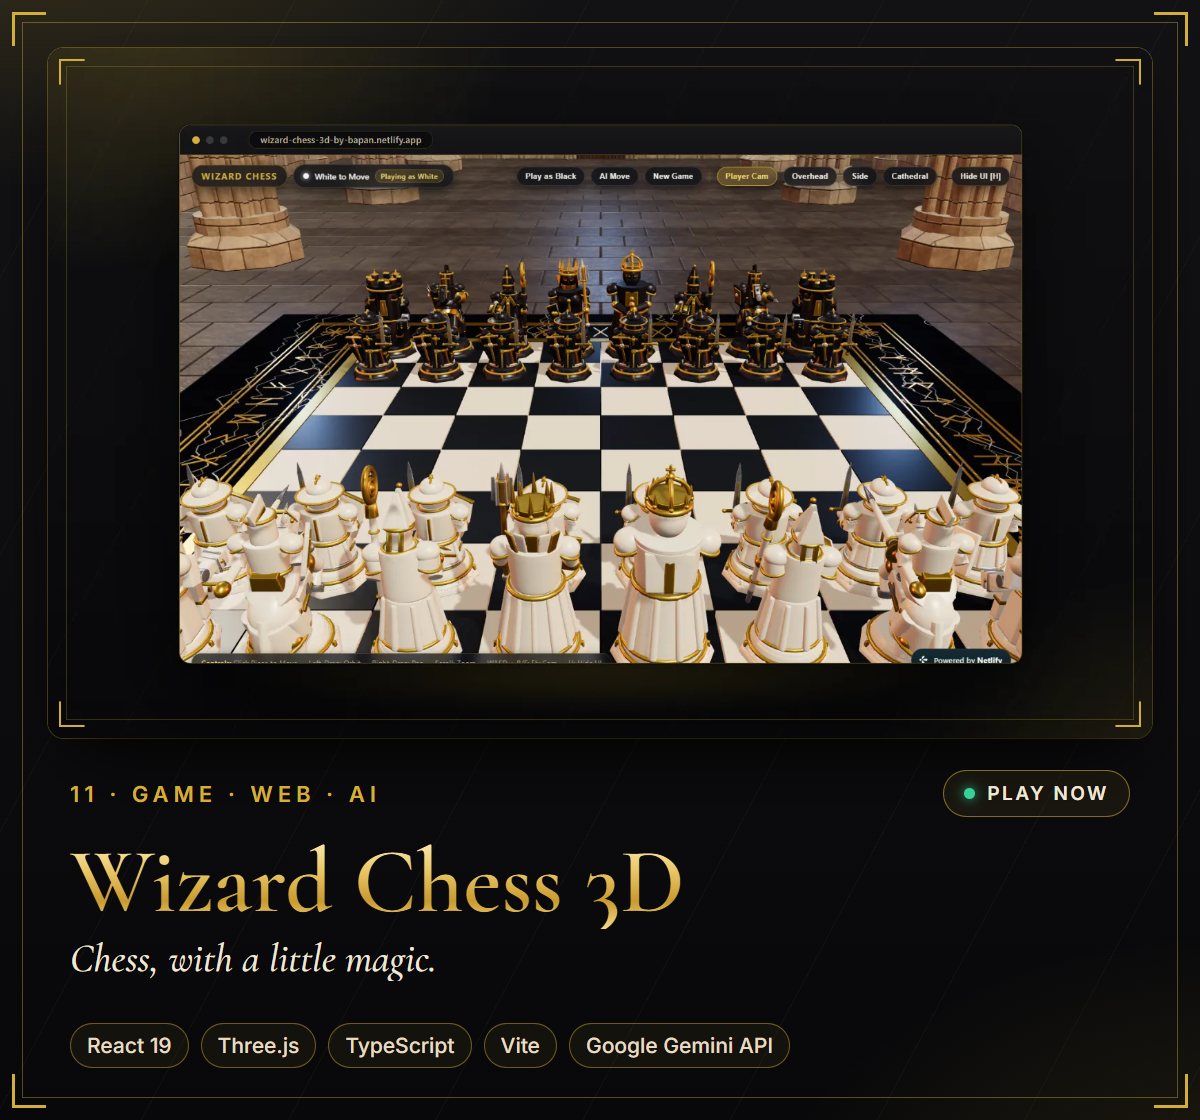 wizard-chess-3d-by-bapan.netlify.app
WIZARD CHESS White to Move Playing as White Play as Black AI Move New Game Player Cam Overhead Side Cathedral Hide UI [H]
Powered by Netlify
11 · GAME · WEB · AI
PLAY NOW
Wizard Chess 3D
Chess, with a little magic.
React 19 Three.js TypeScript Vite Google Gemini API